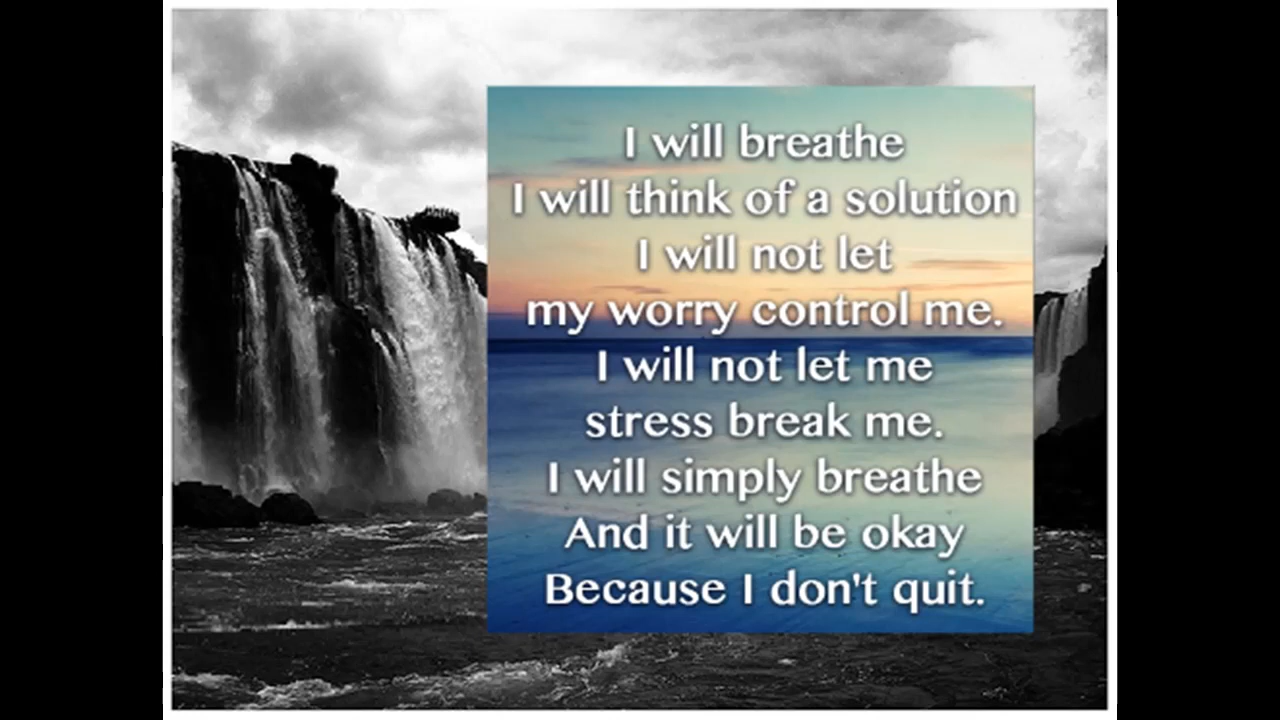 I will breathe
I will think of a solution
I will not let
my worry control me.
I will not let me
stress break me.
I will simply breathe
And it will be okay
Because I don't quit.